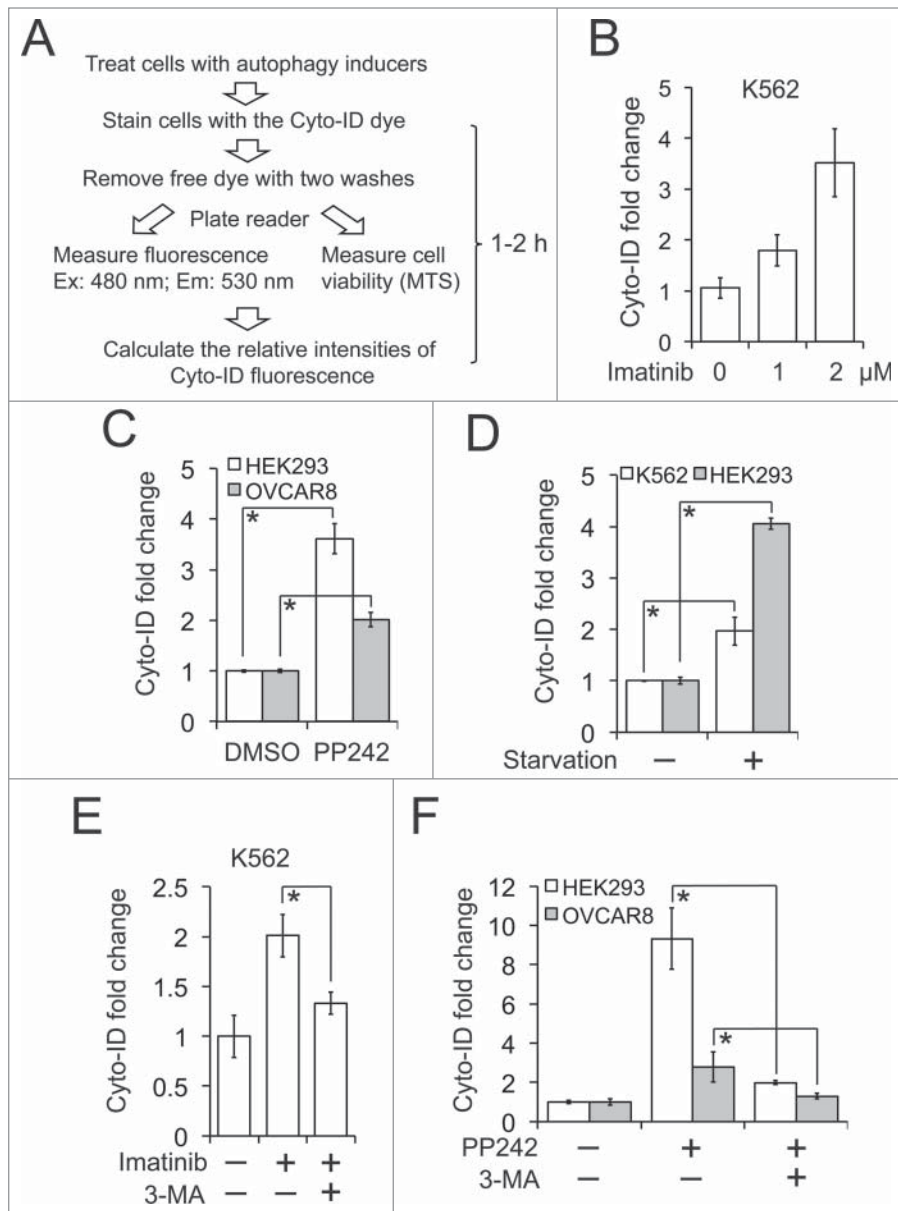 A
Treat cells with autophagy inducers
Stain cells with the Cyto-ID dye
Remove free dye with two washes
Plate reader
Measure fluorescence
Ex: 480 nm; Em: 530 nm
Measure cell
viability (MTS)
1-2 h
Calculate the relative intensities of
Cyto-ID fluorescence
B
K562
Cyto-ID fold change
5
4
3
2
1
0
Imatinib 0 1 2 µM
C
HEK293
OVCAR8
Cyto-ID fold change
5
4
3
2
1
0
*
*
DMSO PP242
D
K562 HEK293
Cyto-ID fold change
5
4
3
2
1
0
*
*
Starvation − +
E
K562
Cyto-ID fold change
2.5
2
1.5
1
0.5
0
*
Imatinib − + +
3-MA − − +
F
HEK293
OVCAR8
Cyto-ID fold change
12
10
8
6
4
2
0
*
*
PP242 − + +
3-MA − − +